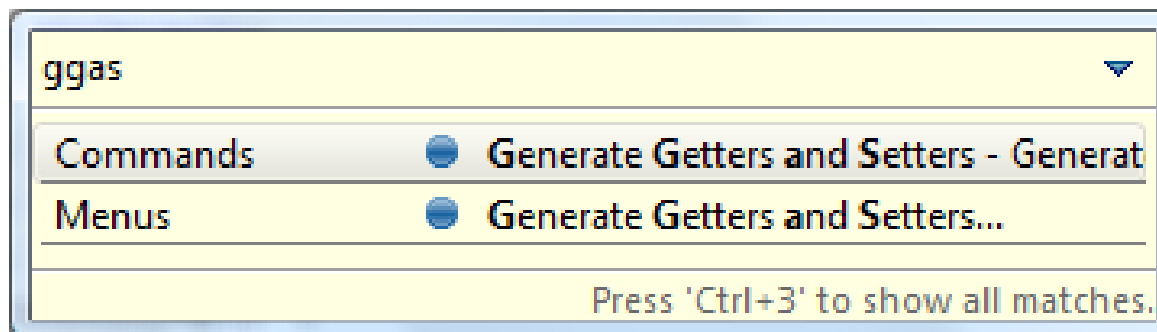 ggas
Commands Generate Getters and Setters - Generat
Menus Generate Getters and Setters...
Press 'Ctrl+3' to show all matches.